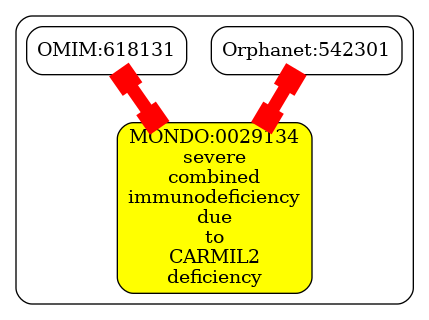 OMIM:618131
Orphanet:542301
MONDO:0029134
severe
combined
immunodeficiency
due
to
CARMIL2
deficiency